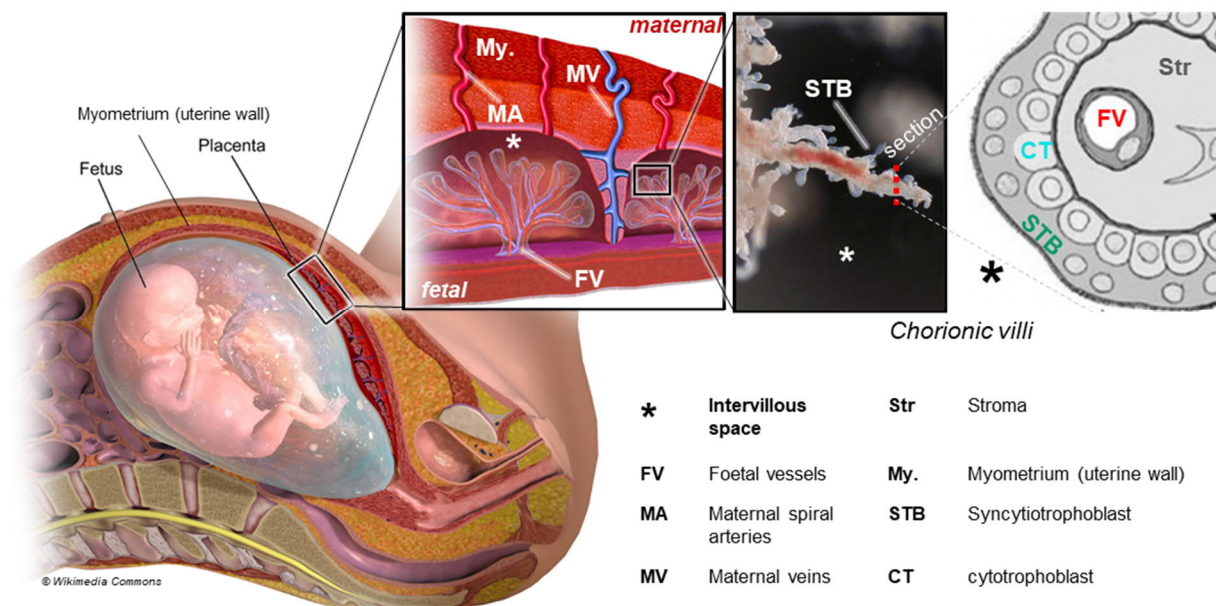 maternal
My.
MV
MA
*
FV
fetal
STB
section
*
Str
FV
CT
STB
*
Chorionic villi
Myometrium (uterine wall)
Placenta
Fetus
* Intervillous space Str Stroma
FV Foetal vessels My. Myometrium (uterine wall)
MA Maternal spiral arteries STB Syncytiotrophoblast
MV Maternal veins CT cytotrophoblast
© Wikimedia Commons